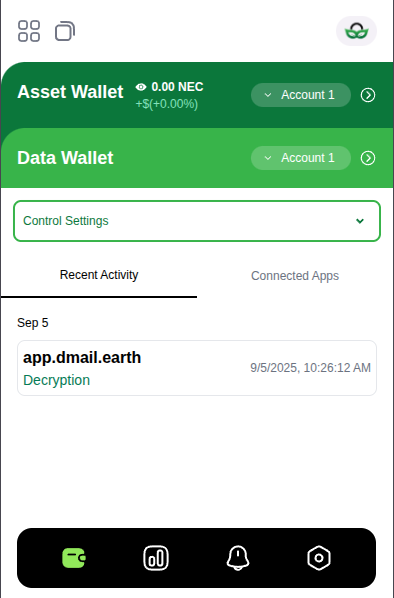 Asset Wallet
0.00 NEC
+$(+0.00%)
Account 1
Data Wallet
Account 1
Control Settings
Recent Activity
Connected Apps
Sep 5
app.dmail.earth
Decryption
9/5/2025, 10:26:12 AM